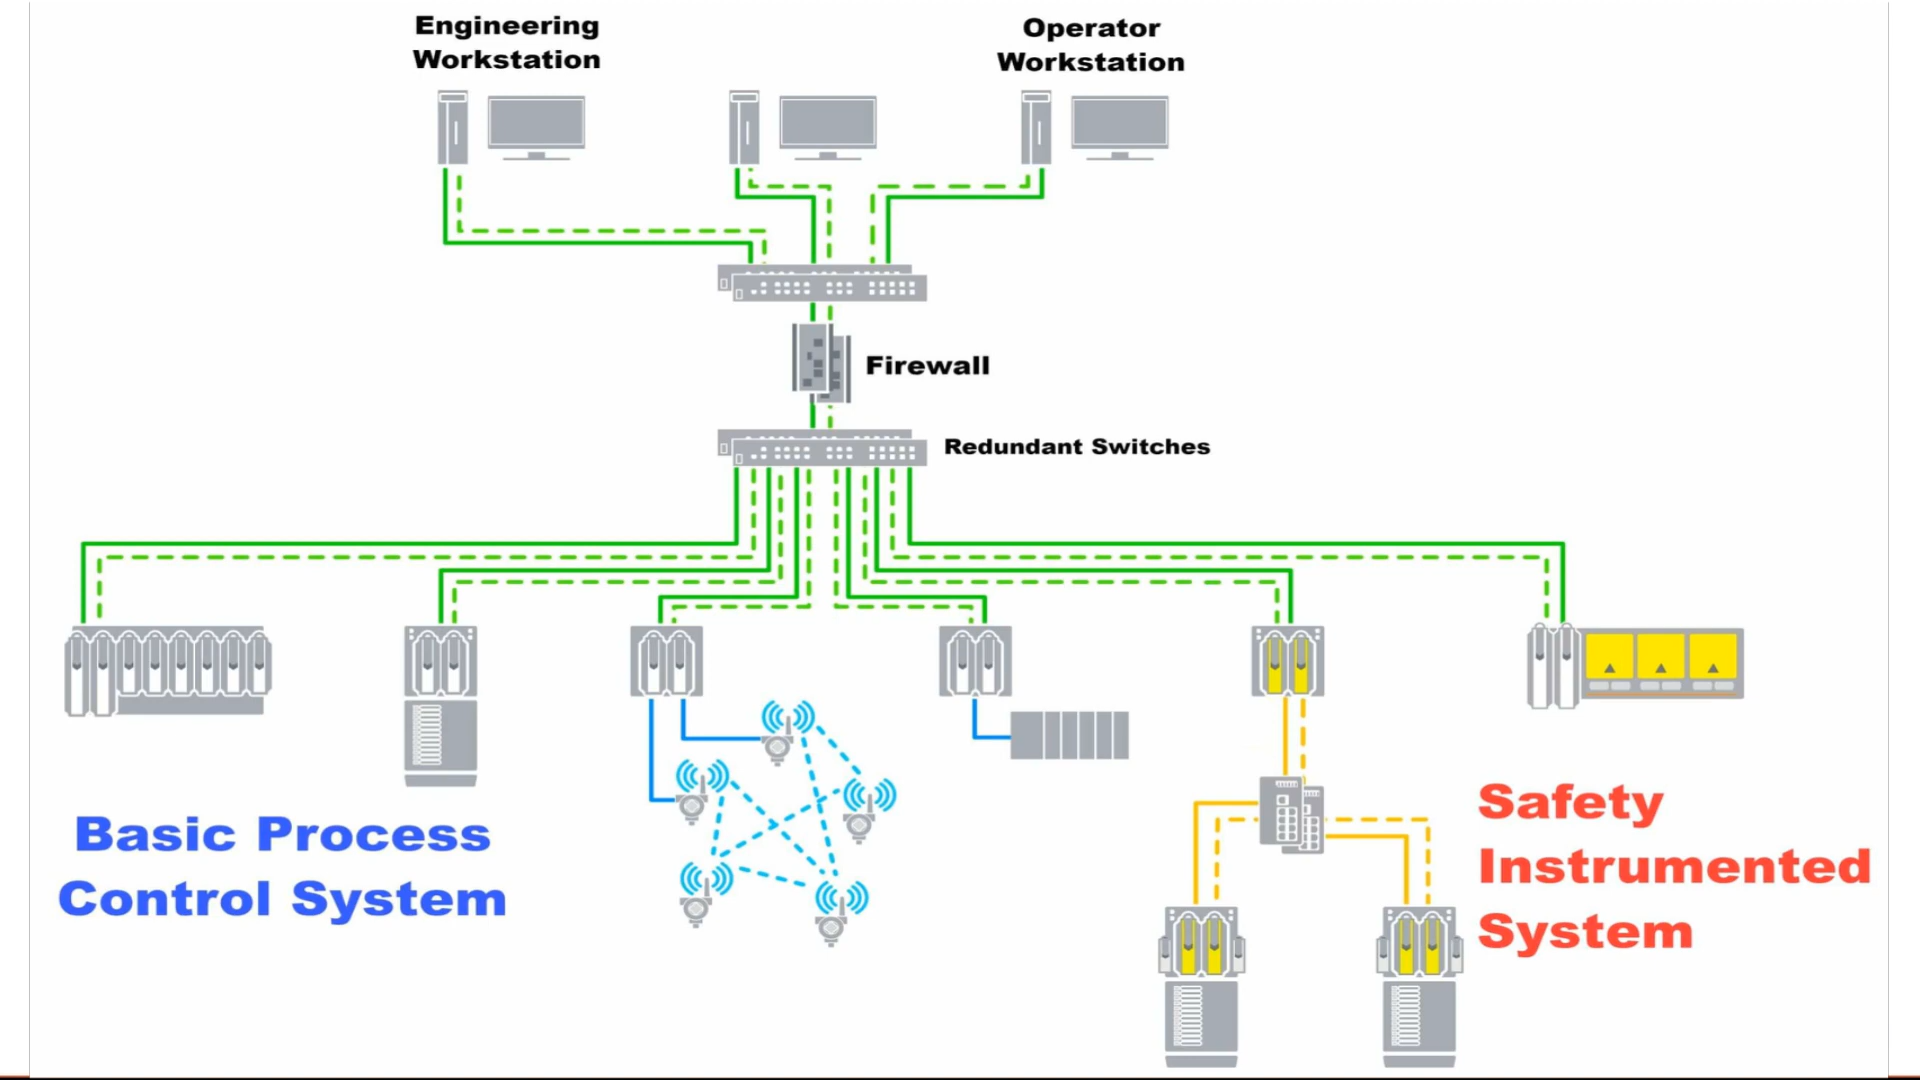 Engineering
Workstation
Operator
Workstation
Firewall
Redundant Switches
Basic Process
Control System
Safety
Instrumented
System